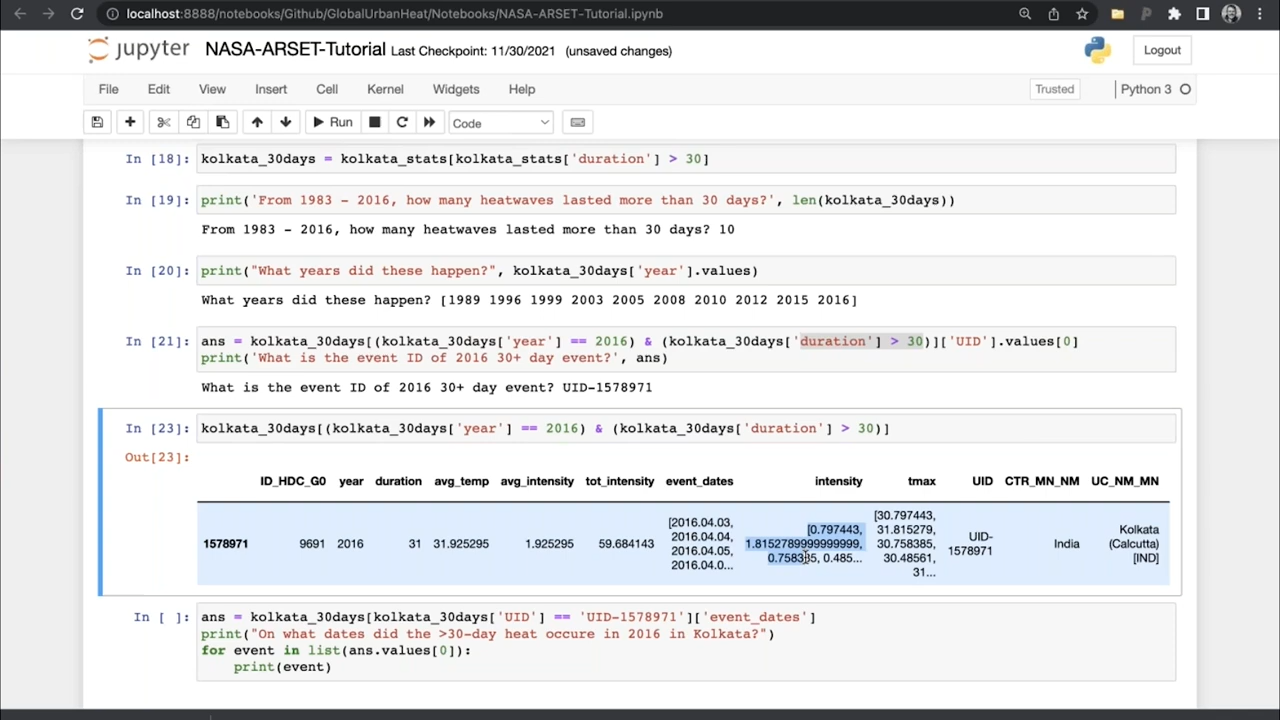 localhost:8888/notebooks/Github/GlobalUrbanHeat/Notebooks/NASA-ARSET-Tutorial.ipynb
jupyter NASA-ARSET-Tutorial Last Checkpoint: 11/30/2021 (unsaved changes) Logout
File Edit View Insert Cell Kernel Widgets Help Trusted Python 3
Run Code
In [18]: kolkata_30days = kolkata_stats[kolkata_stats['duration'] > 30]
In [19]: print('From 1983 - 2016, how many heatwaves lasted more than 30 days?', len(kolkata_30days))
From 1983 - 2016, how many heatwaves lasted more than 30 days? 10
In [20]: print("What years did these happen?", kolkata_30days['year'].values)
What years did these happen? [1989 1996 1999 2003 2005 2008 2010 2012 2015 2016]
In [21]: ans = kolkata_30days[(kolkata_30days['year'] == 2016) & (kolkata_30days['duration'] > 30)]['UID'].values[0]
print('What is the event ID of 2016 30+ day event?', ans)
What is the event ID of 2016 30+ day event? UID-1578971
In [23]: kolkata_30days[(kolkata_30days['year'] == 2016) & (kolkata_30days['duration'] > 30)]
Out[23]:
ID_HDC_G0 year duration avg_temp avg_intensity tot_intensity event_dates intensity tmax UID CTR_MN_NM UC_NM_MN
1578971 9691 2016 31 31.925295 1.925295 59.684143
[2016.04.03,
2016.04.04,
2016.04.05,
2016.04.0...
[0.797443,
1.8152789999999999,
0.758385, 0.485...
[30.797443,
31.815279,
30.758385,
30.48561,
31...
UID-
1578971
India
Kolkata
(Calcutta)
[IND]
In [ ]: ans = kolkata_30days[kolkata_30days['UID'] == 'UID-1578971']['event_dates']
print("On what dates did the >30-day heat occure in 2016 in Kolkata?")
for event in list(ans.values[0]):
print(event)